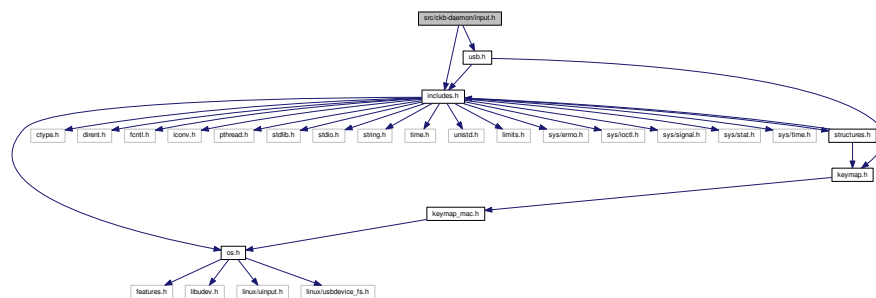 src/ckb-daemon/input.h
usb.h
includes.h
ctype.h dirent.h fcntl.h iconv.h pthread.h stdlib.h stdio.h string.h time.h unistd.h limits.h sys/errno.h sys/ioctl.h sys/signal.h sys/stat.h sys/time.h structures.h
keymap.h
keymap_mac.h
os.h
features.h libudev.h linux/uinput.h linux/usbdevice_fs.h